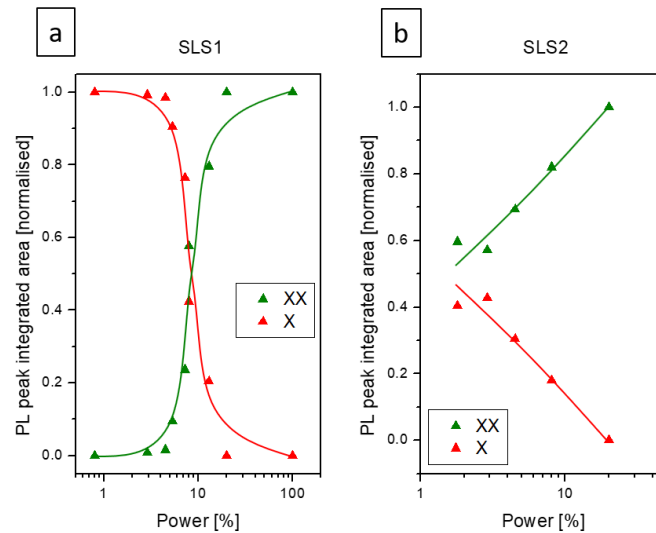 a
SLS1
PL peak integrated area [normalised]
1.0
0.8
0.6
0.4
0.2
0.0
XX
X
1
10
100
Power [%]
b
SLS2
PL peak integrated area [normalised]
1.0
0.8
0.6
0.4
0.2
0.0
XX
X
1
10
Power [%]